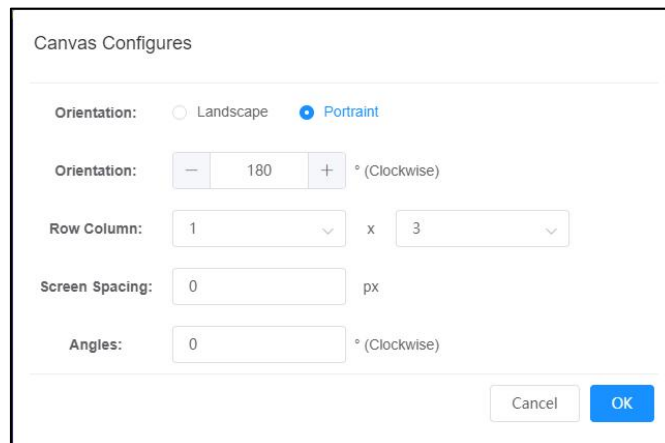 Canvas Configures
Orientation: Landscape Portraint
Orientation: — 180 + ° (Clockwise)
Row Column: 1 x 3
Screen Spacing: 0 px
Angles: 0 ° (Clockwise)
Cancel OK